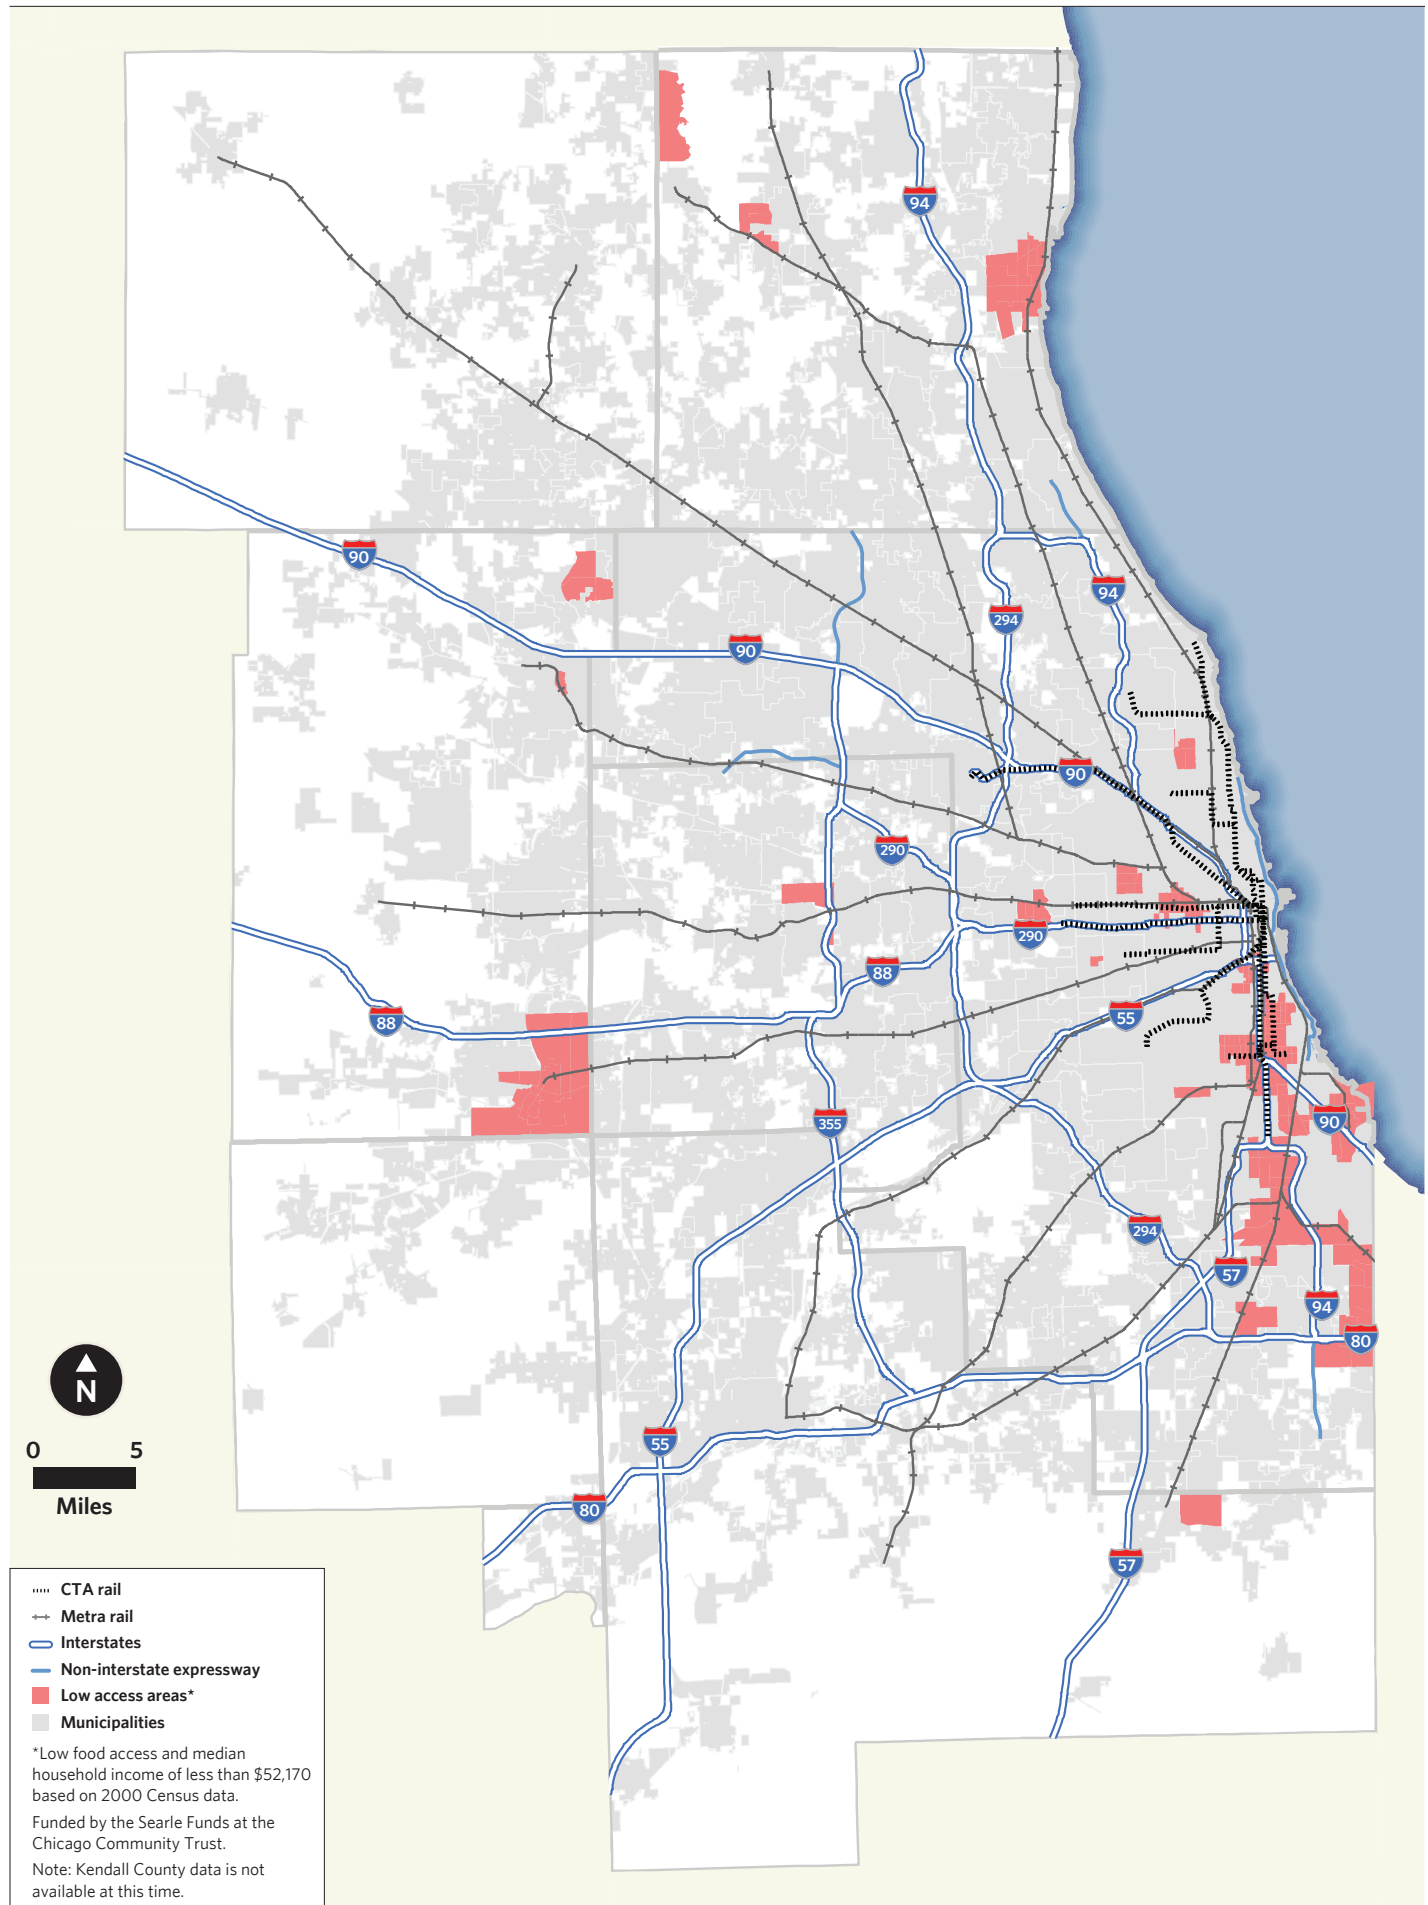 94
90
94
294
90
90
290
290
88
55
88
355
90
294
57
94
80
N
0 5
Miles
55
80
57
CTA rail
Metra rail
Interstates
Non-interstate expressway
Low access areas*
Municipalities
*Low food access and median
household income of less than $52,170
based on 2000 Census data.
Funded by the Searle Funds at the
Chicago Community Trust.
Note: Kendall County data is not
available at this time.